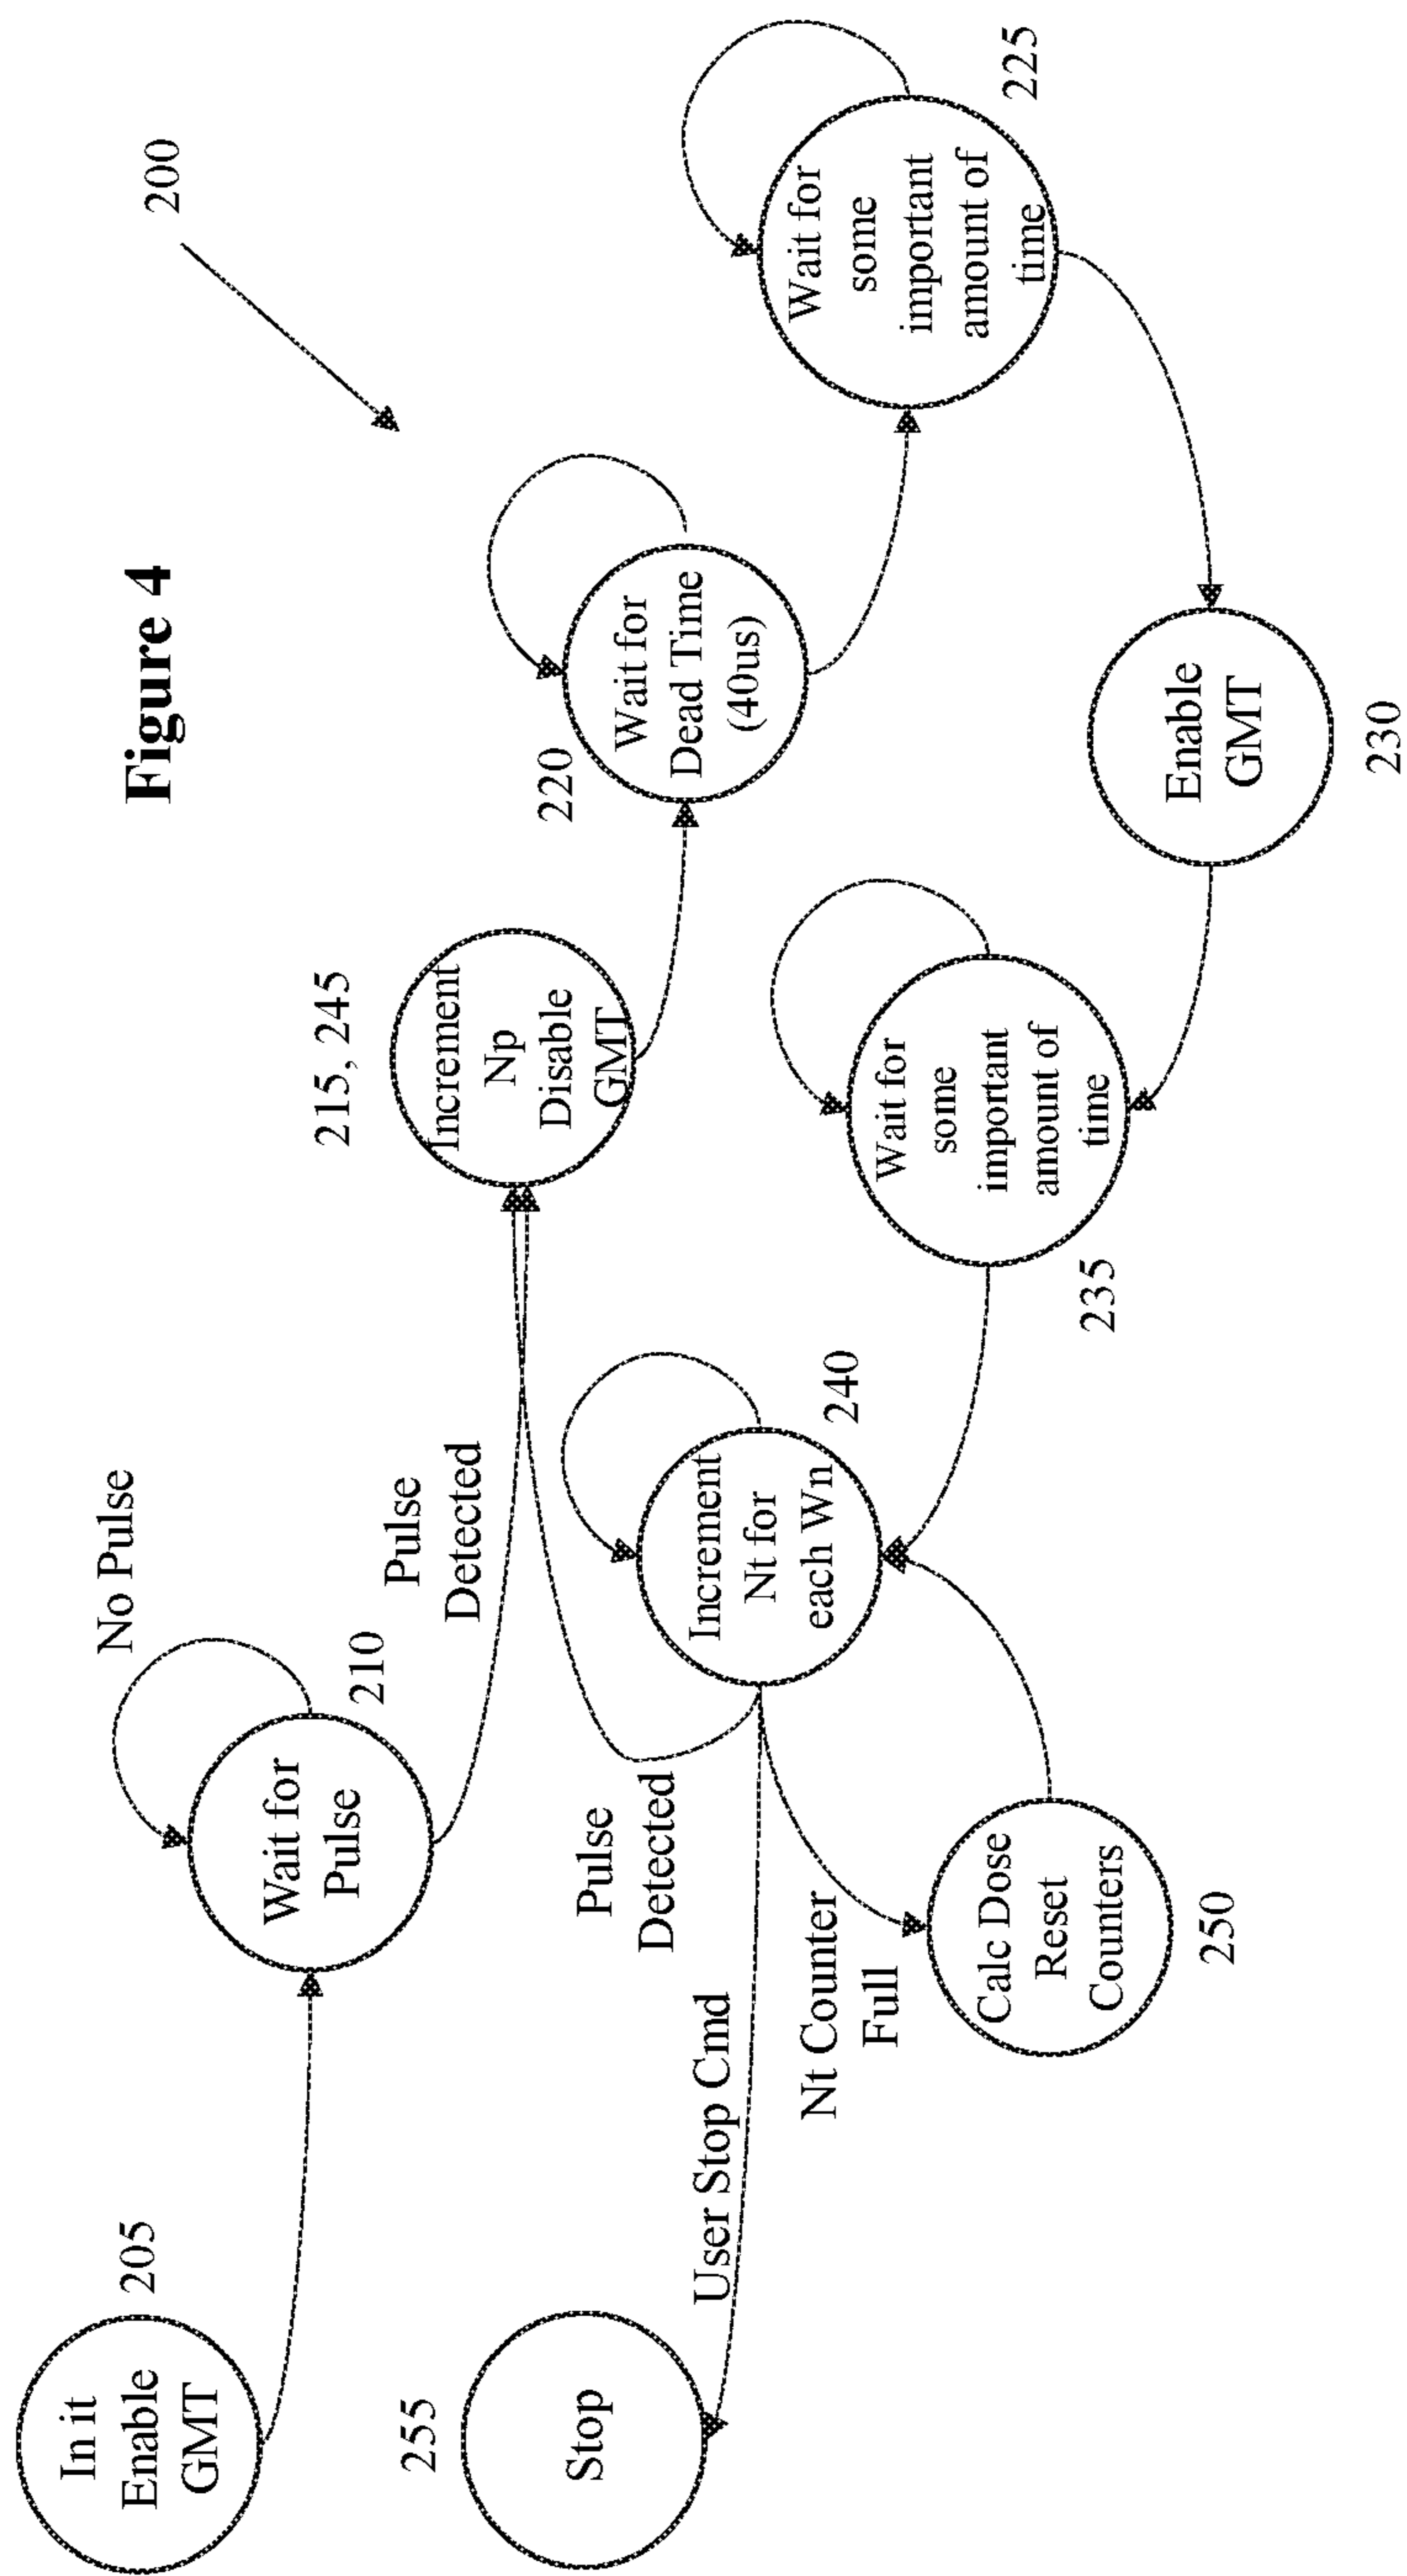 Figure 4
200
In it
Enable
GMT
205
No Pulse
Wait for
Pulse
210
Pulse
Detected
215, 245
Increment
Np
Disable
GMT
220
Wait for
Dead Time
(40us)
Wait for
some
important
amount of
time
225
Enable
GMT
230
Wait for
some
important
amount of
time
235
Increment
Nt for
each Wn
240
Pulse
Detected
Nt Counter
Full
Calc Dose
Reset
Counters
250
User Stop Cmd
255
Stop